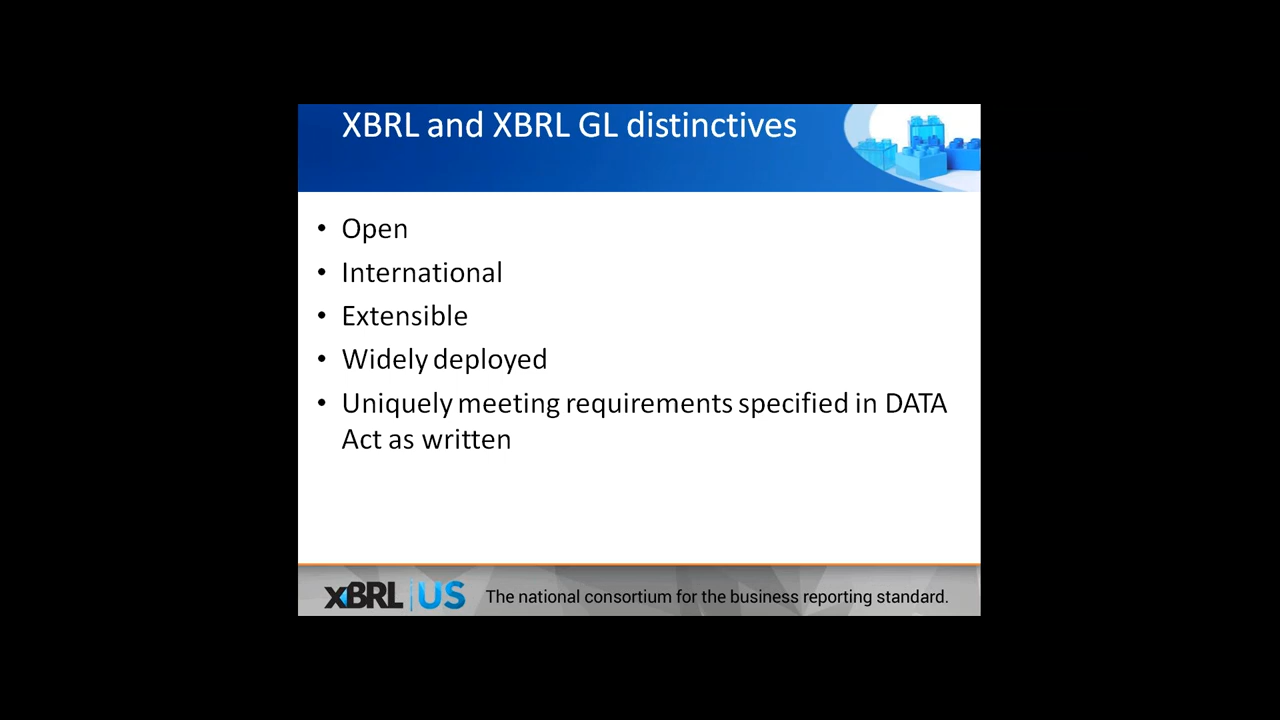 XBRL and XBRL GL distinctives
• Open
• International
• Extensible
• Widely deployed
• Uniquely meeting requirements specified in DATA
Act as written
XBRL US The national consortium for the business reporting standard.